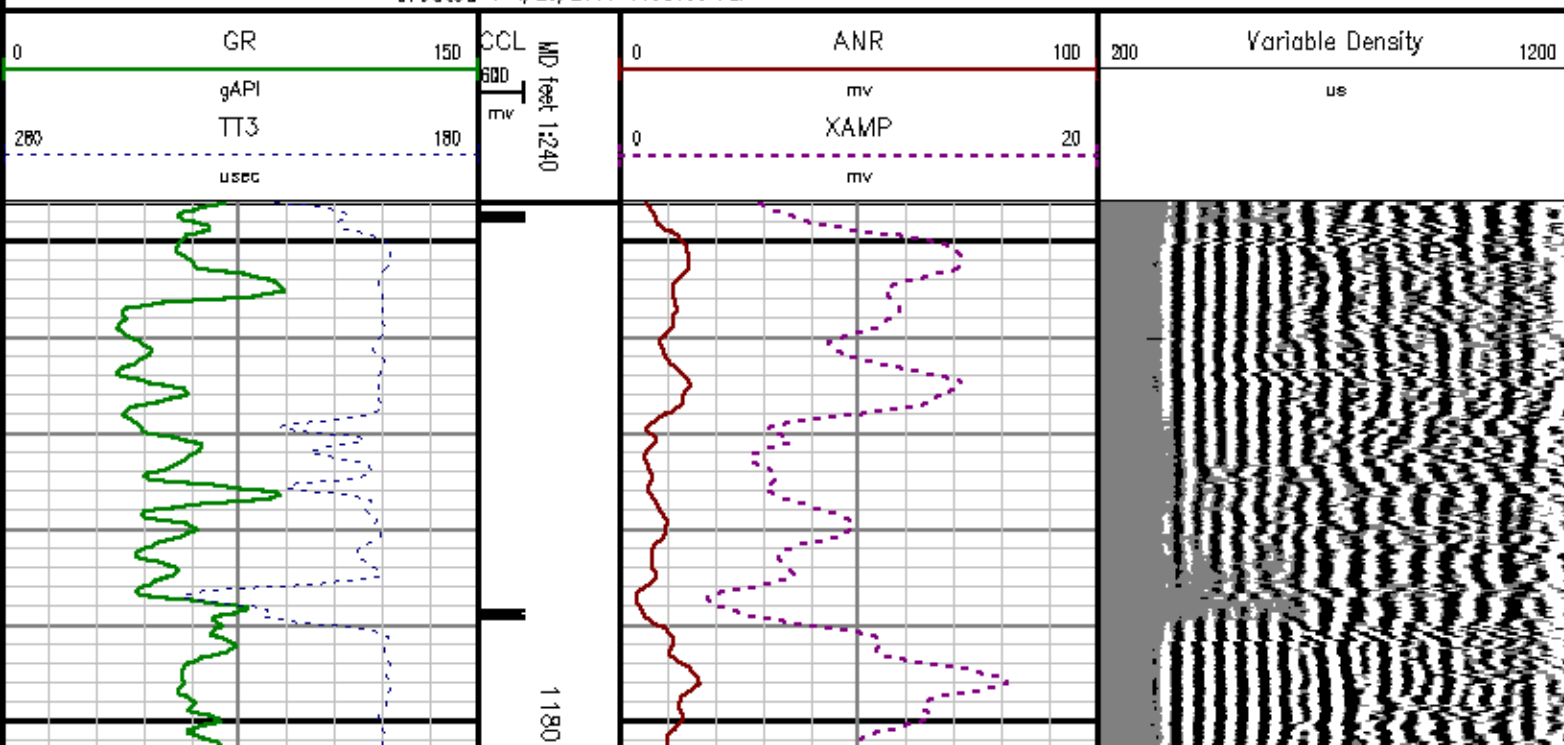 0 GR 150
gAPI
280 TT3 180
usec
CCL
600
mv
MD feet 1:240
0 ANR 100
mv
0 XAMP 20
mv
200 Variable Density 1200
us
1180